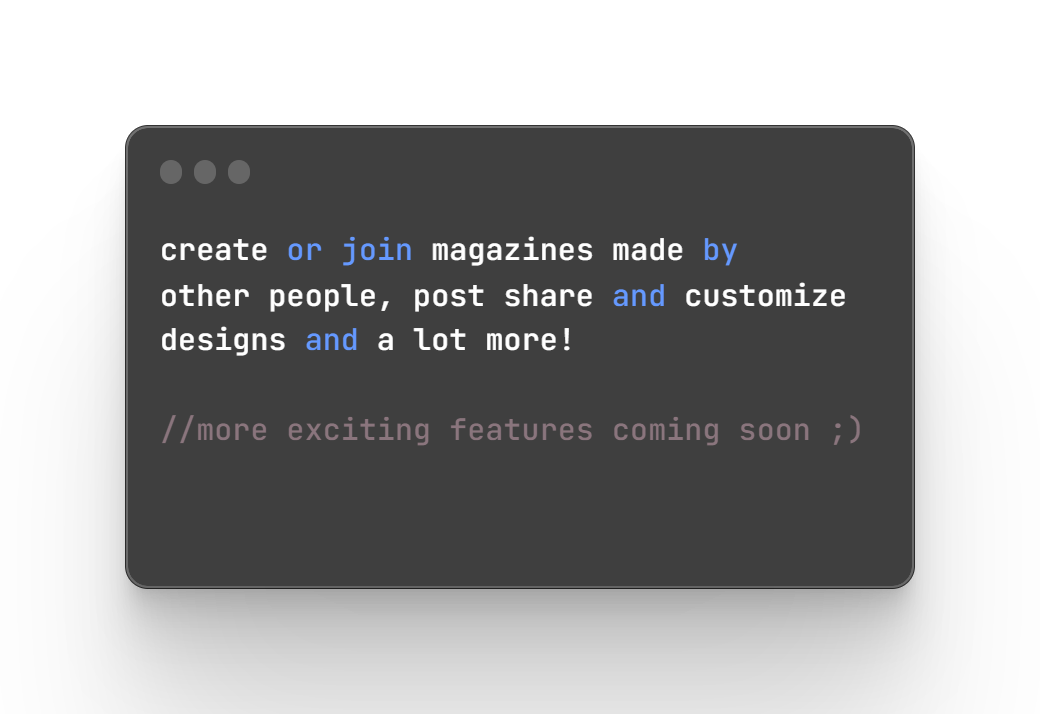 create or join magazines made by
other people, post share and customize
designs and a lot more!
//more exciting features coming soon ;)